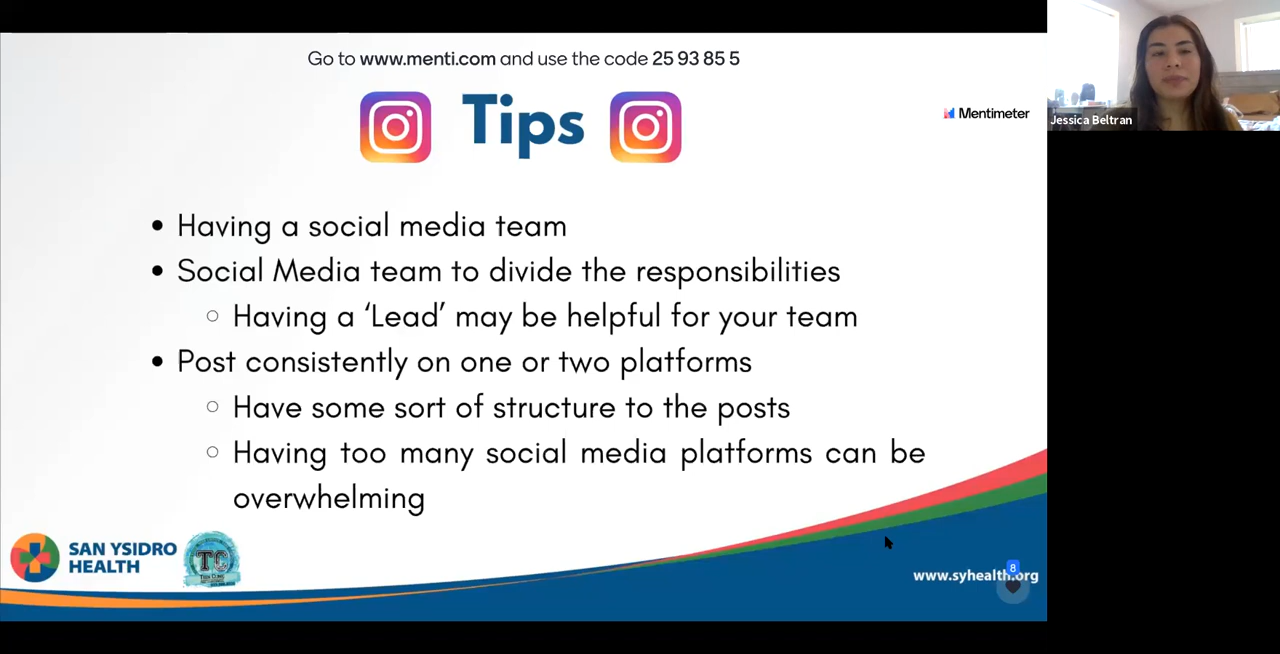 Go to www.menti.com and use the code 25 93 85 5
Tips
Mentimeter
Jessica Beltran
• Having a social media team
• Social Media team to divide the responsibilities
○ Having a ‘Lead’ may be helpful for your team
• Post consistently on one or two platforms
○ Have some sort of structure to the posts
○ Having too many social media platforms can be
overwhelming
SAN YSIDRO
HEALTH
TC
www.syhealth.org
8